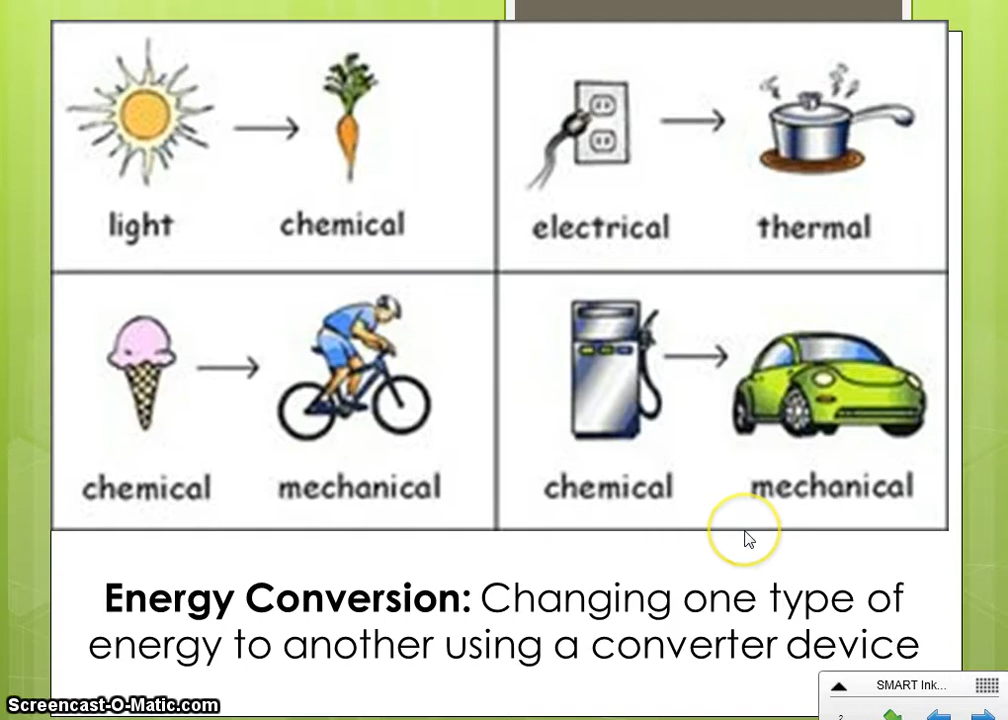 light chemical
electrical thermal
chemical mechanical
chemical mechanical
Energy Conversion: Changing one type of
energy to another using a converter device
Screencast-O-Matic.com
SMART Ink...
2